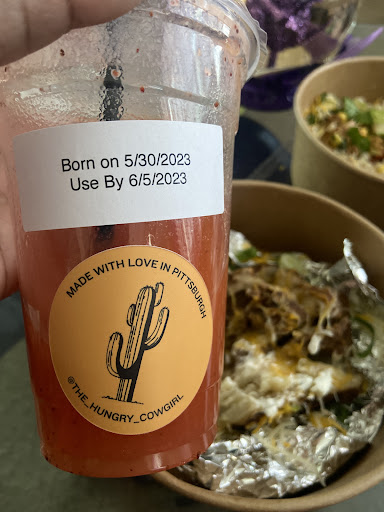 Born on 5/30/2023
Use By 6/5/2023
MADE WITH LOVE IN PITTSBURGH
@THE_HUNGRY_COWGIRL